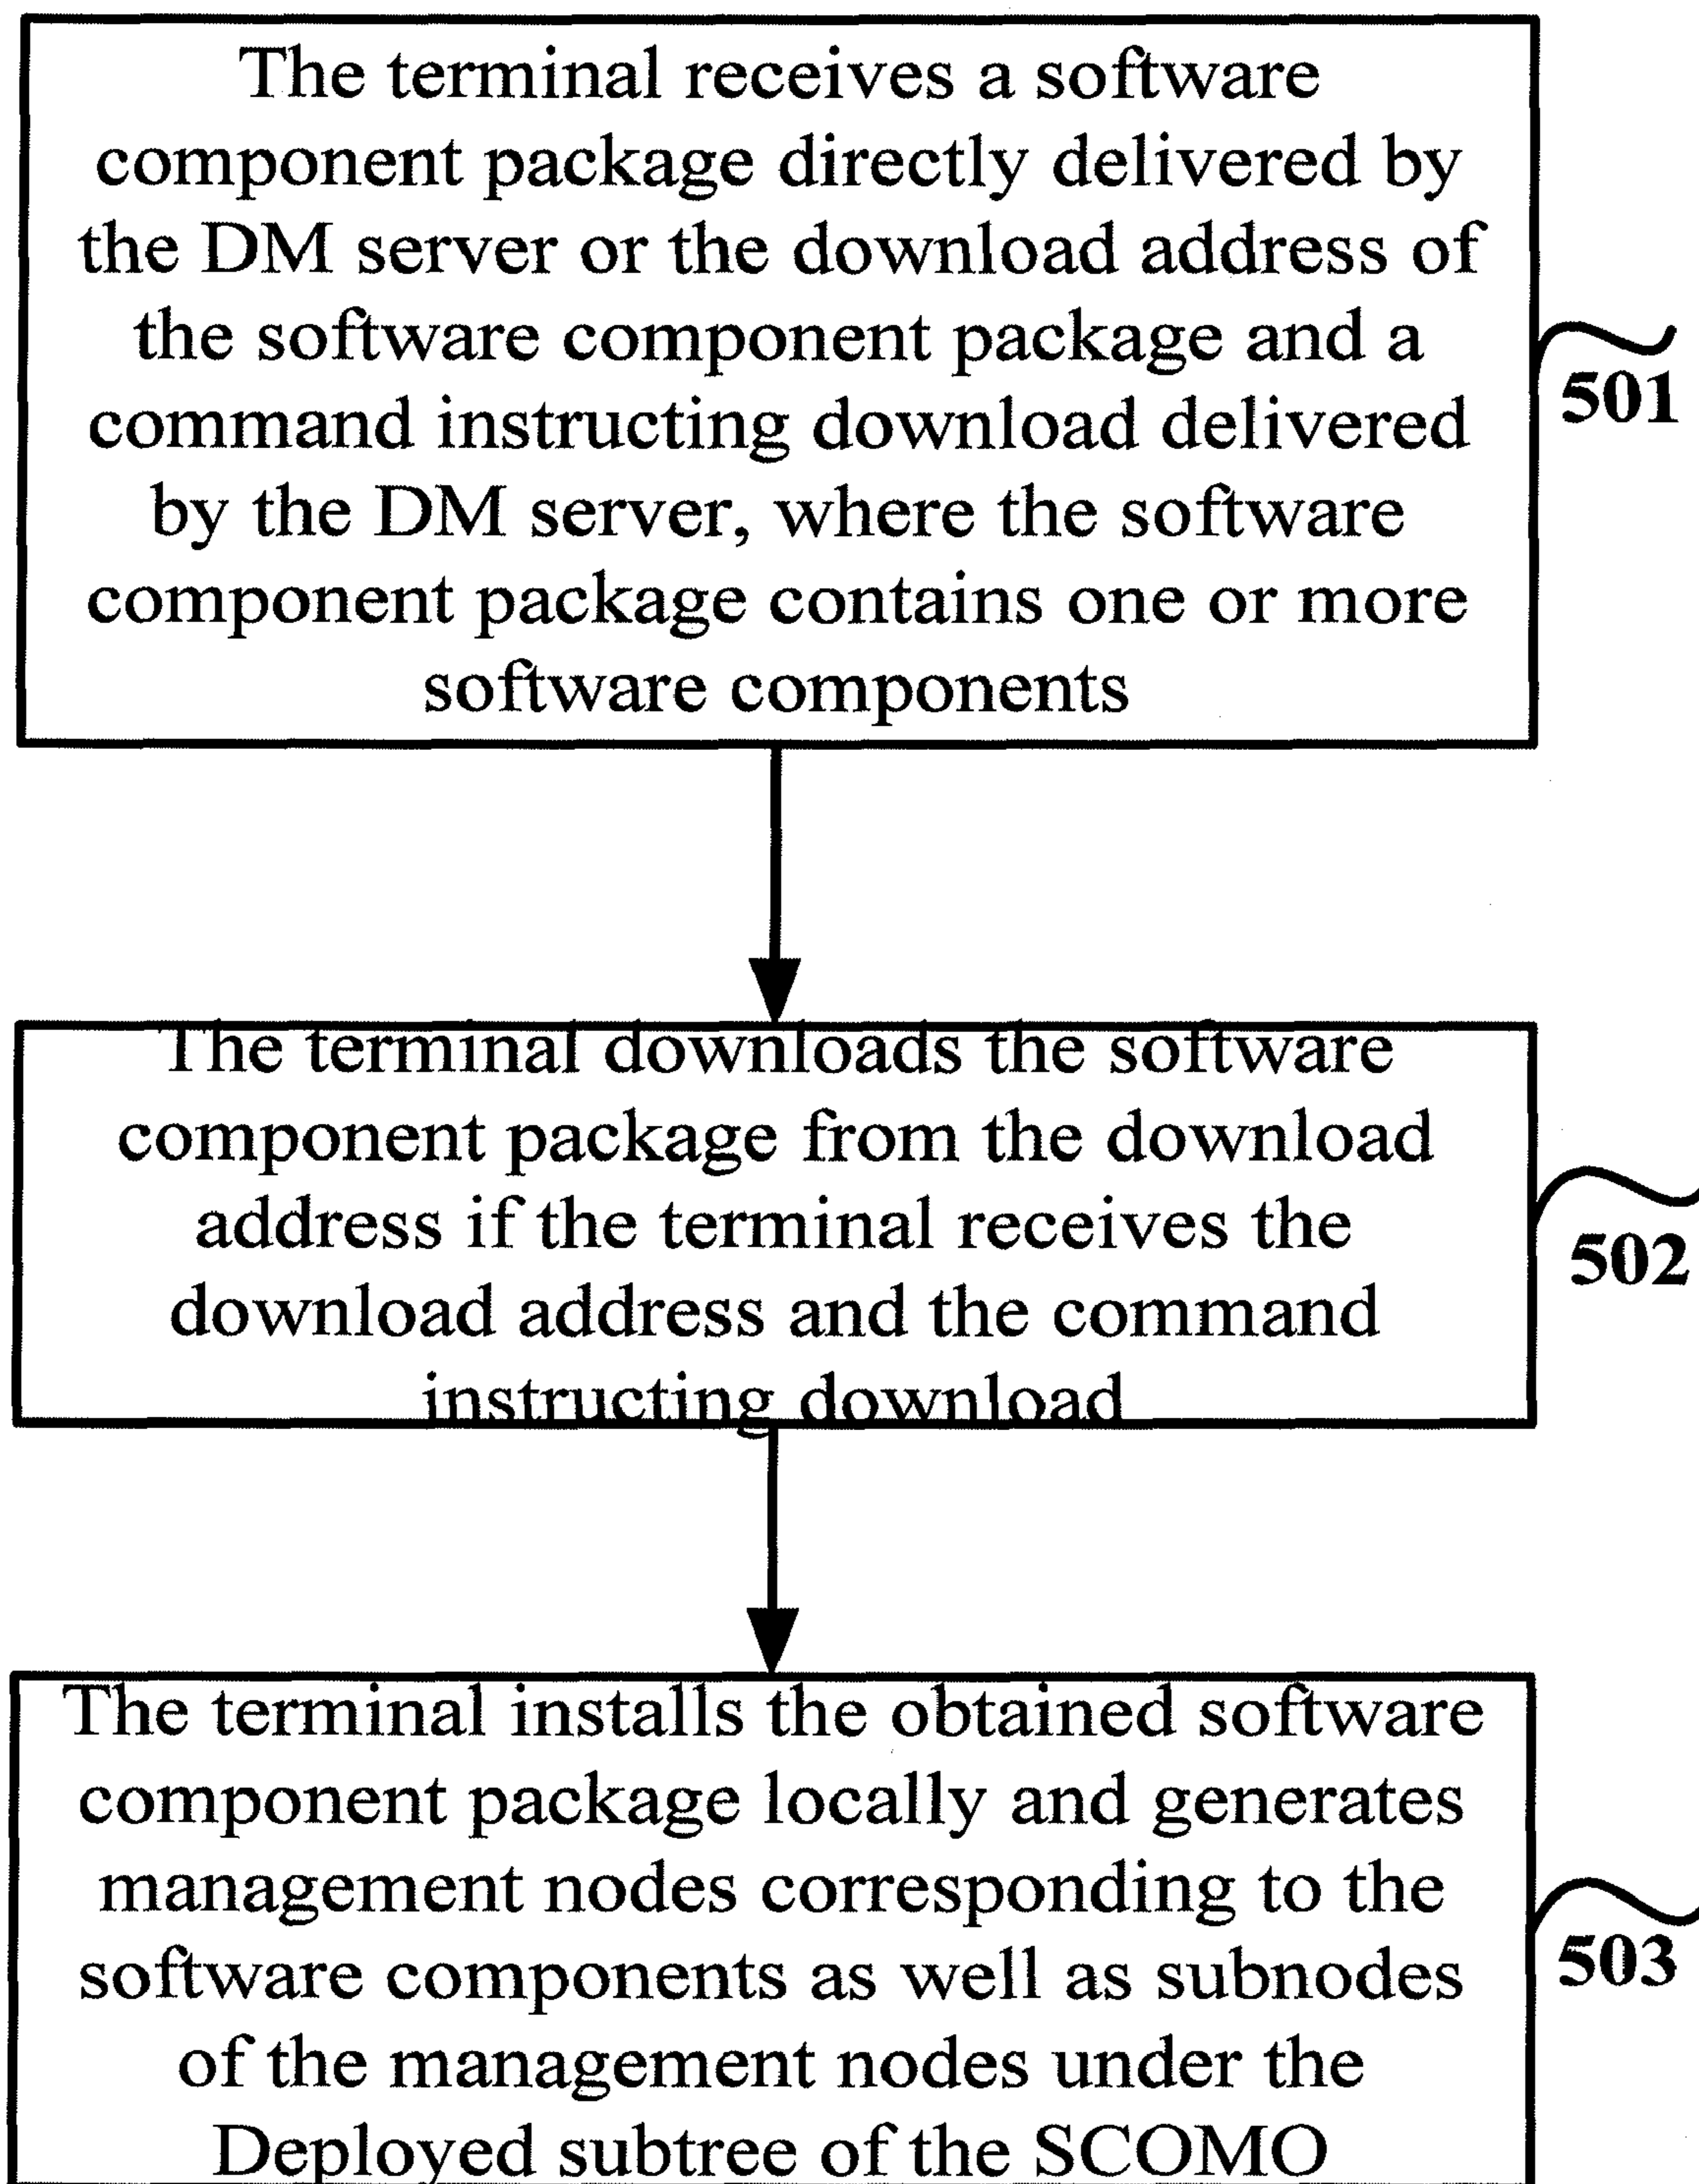 The terminal receives a software
component package directly delivered by
the DM server or the download address of
the software component package and a
command instructing download delivered
by the DM server, where the software
component package contains one or more
software components
501
The terminal downloads the software
component package from the download
address if the terminal receives the
download address and the command
instructing download
502
The terminal installs the obtained software
component package locally and generates
management nodes corresponding to the
software components as well as subnodes
of the management nodes under the
Deployed subtree of the SCOMO
503